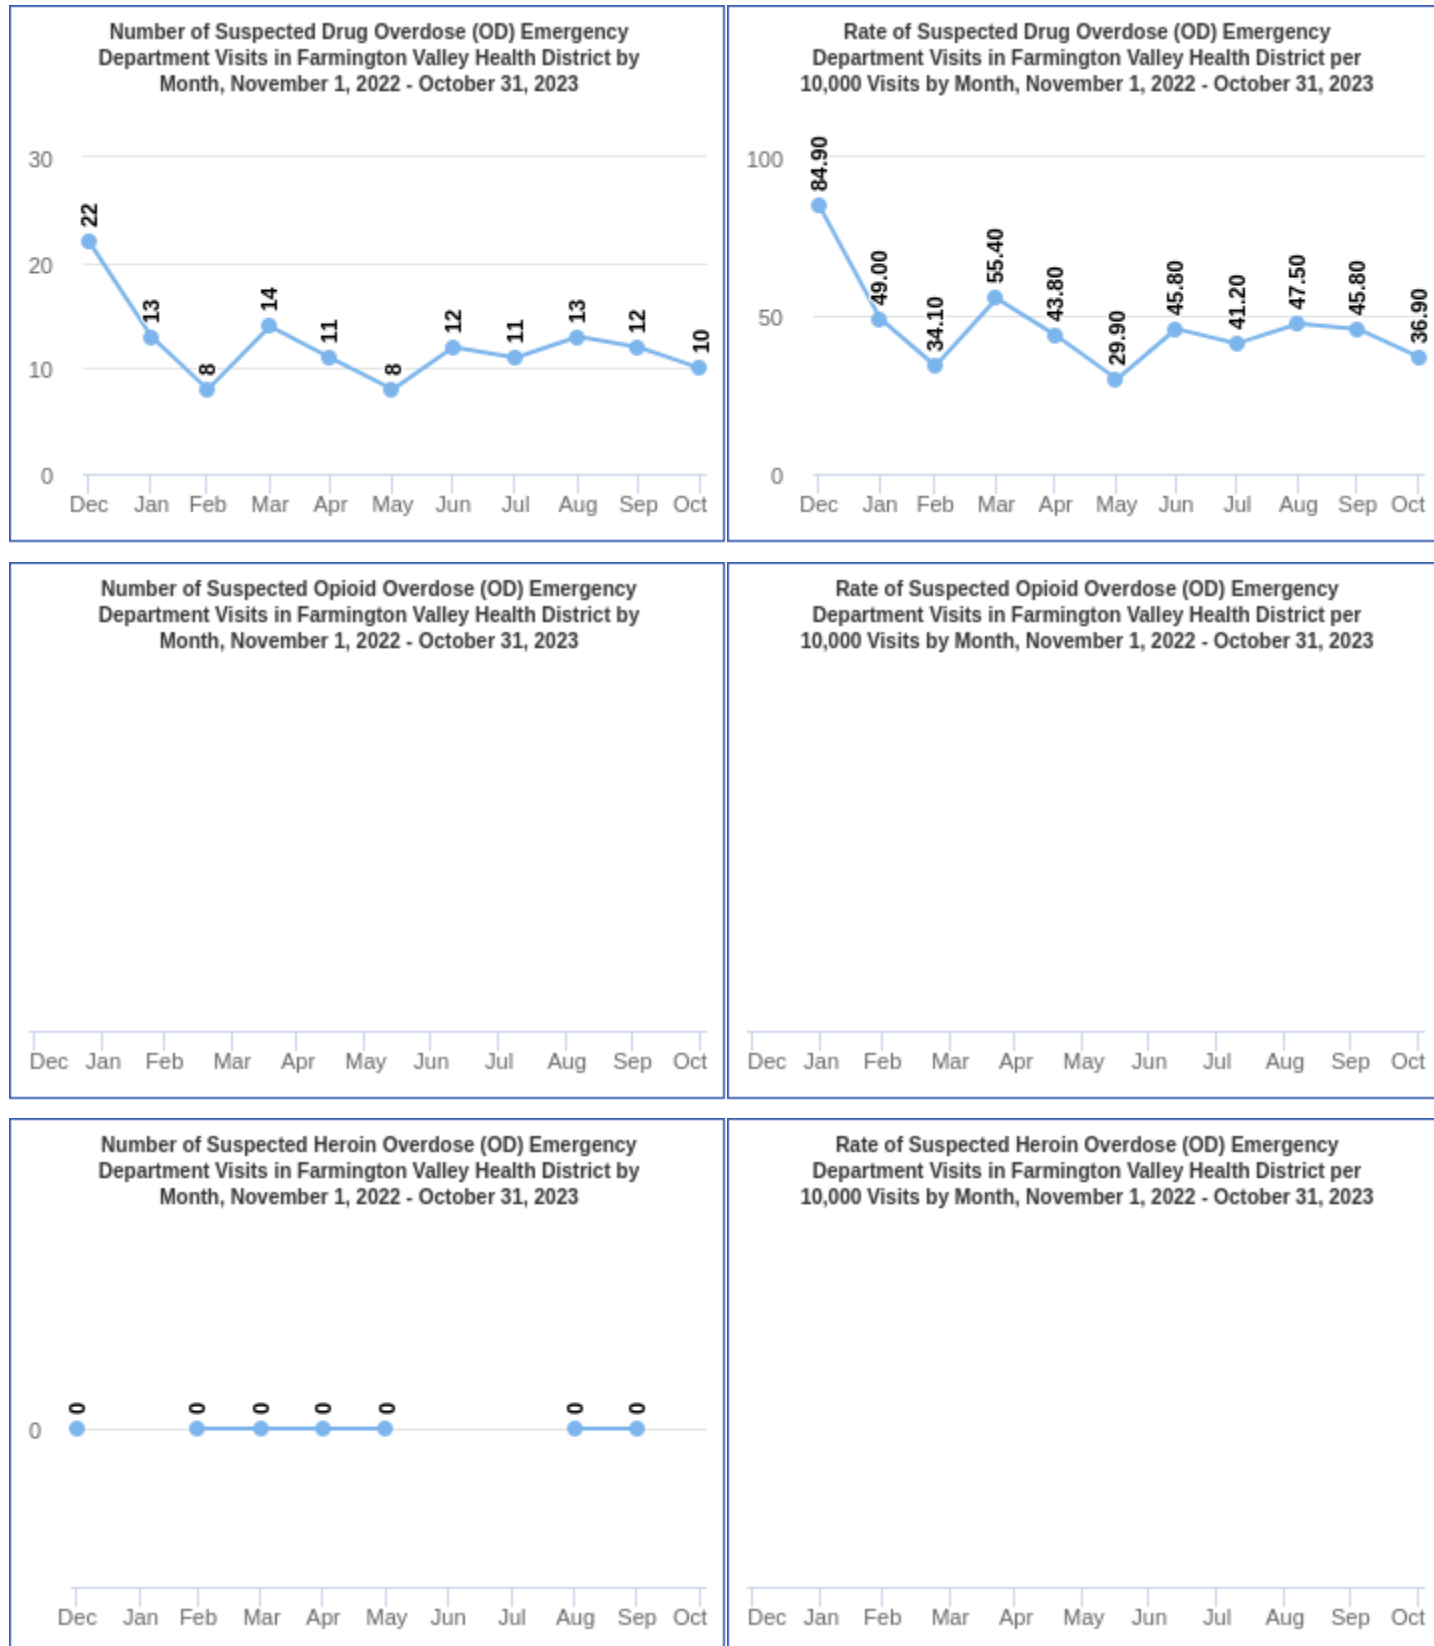 Number of Suspected Drug Overdose (OD) Emergency
Department Visits in Farmington Valley Health District by
Month, November 1, 2022 - October 31, 2023
30
20
10
0
22
13
8
14
11
8
12
11
13
12
10
Dec Jan Feb Mar Apr May Jun Jul Aug Sep Oct
Rate of Suspected Drug Overdose (OD) Emergency
Department Visits in Farmington Valley Health District per
10,000 Visits by Month, November 1, 2022 - October 31, 2023
100
50
0
84.90
49.00
34.10
55.40
43.80
29.90
45.80
41.20
47.50
45.80
36.90
Dec Jan Feb Mar Apr May Jun Jul Aug Sep Oct
Number of Suspected Opioid Overdose (OD) Emergency
Department Visits in Farmington Valley Health District by
Month, November 1, 2022 - October 31, 2023
Dec Jan Feb Mar Apr May Jun Jul Aug Sep Oct
Rate of Suspected Opioid Overdose (OD) Emergency
Department Visits in Farmington Valley Health District per
10,000 Visits by Month, November 1, 2022 - October 31, 2023
Dec Jan Feb Mar Apr May Jun Jul Aug Sep Oct
Number of Suspected Heroin Overdose (OD) Emergency
Department Visits in Farmington Valley Health District by
Month, November 1, 2022 - October 31, 2023
0
0
0
0
0
0
0
0
Dec Jan Feb Mar Apr May Jun Jul Aug Sep Oct
Rate of Suspected Heroin Overdose (OD) Emergency
Department Visits in Farmington Valley Health District per
10,000 Visits by Month, November 1, 2022 - October 31, 2023
Dec Jan Feb Mar Apr May Jun Jul Aug Sep Oct